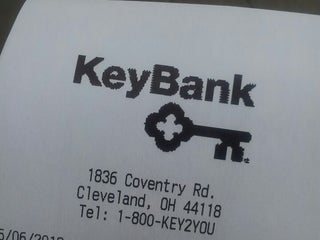 KeyBank
1836 Coventry Rd.
Cleveland, OH 44118
Tel: 1-800-KEY2YOU